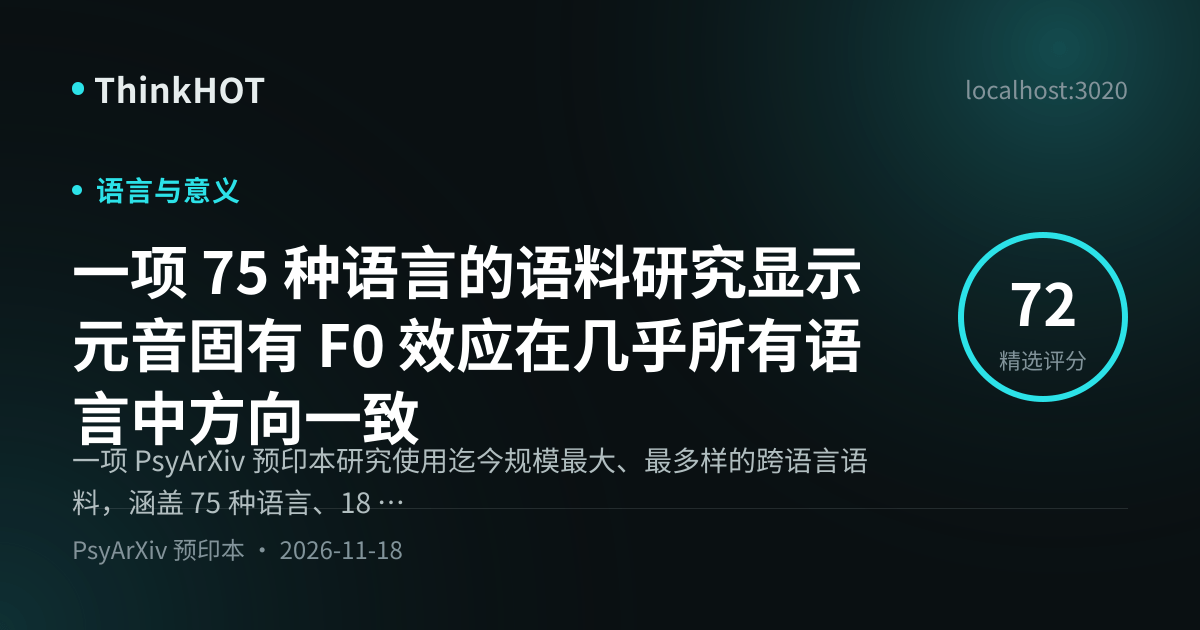 ThinkHOT
localhost:3020
语言与意义
一项 75 种语言的语料研究显示
元音固有 F0 效应在几乎所有语
言中方向一致
72
精选评分
一项 PsyArXiv 预印本研究使用迄今规模最大、最多样的跨语言语
料，涵盖 75 种语言、18 …
PsyArXiv 预印本 · 2026-11-18